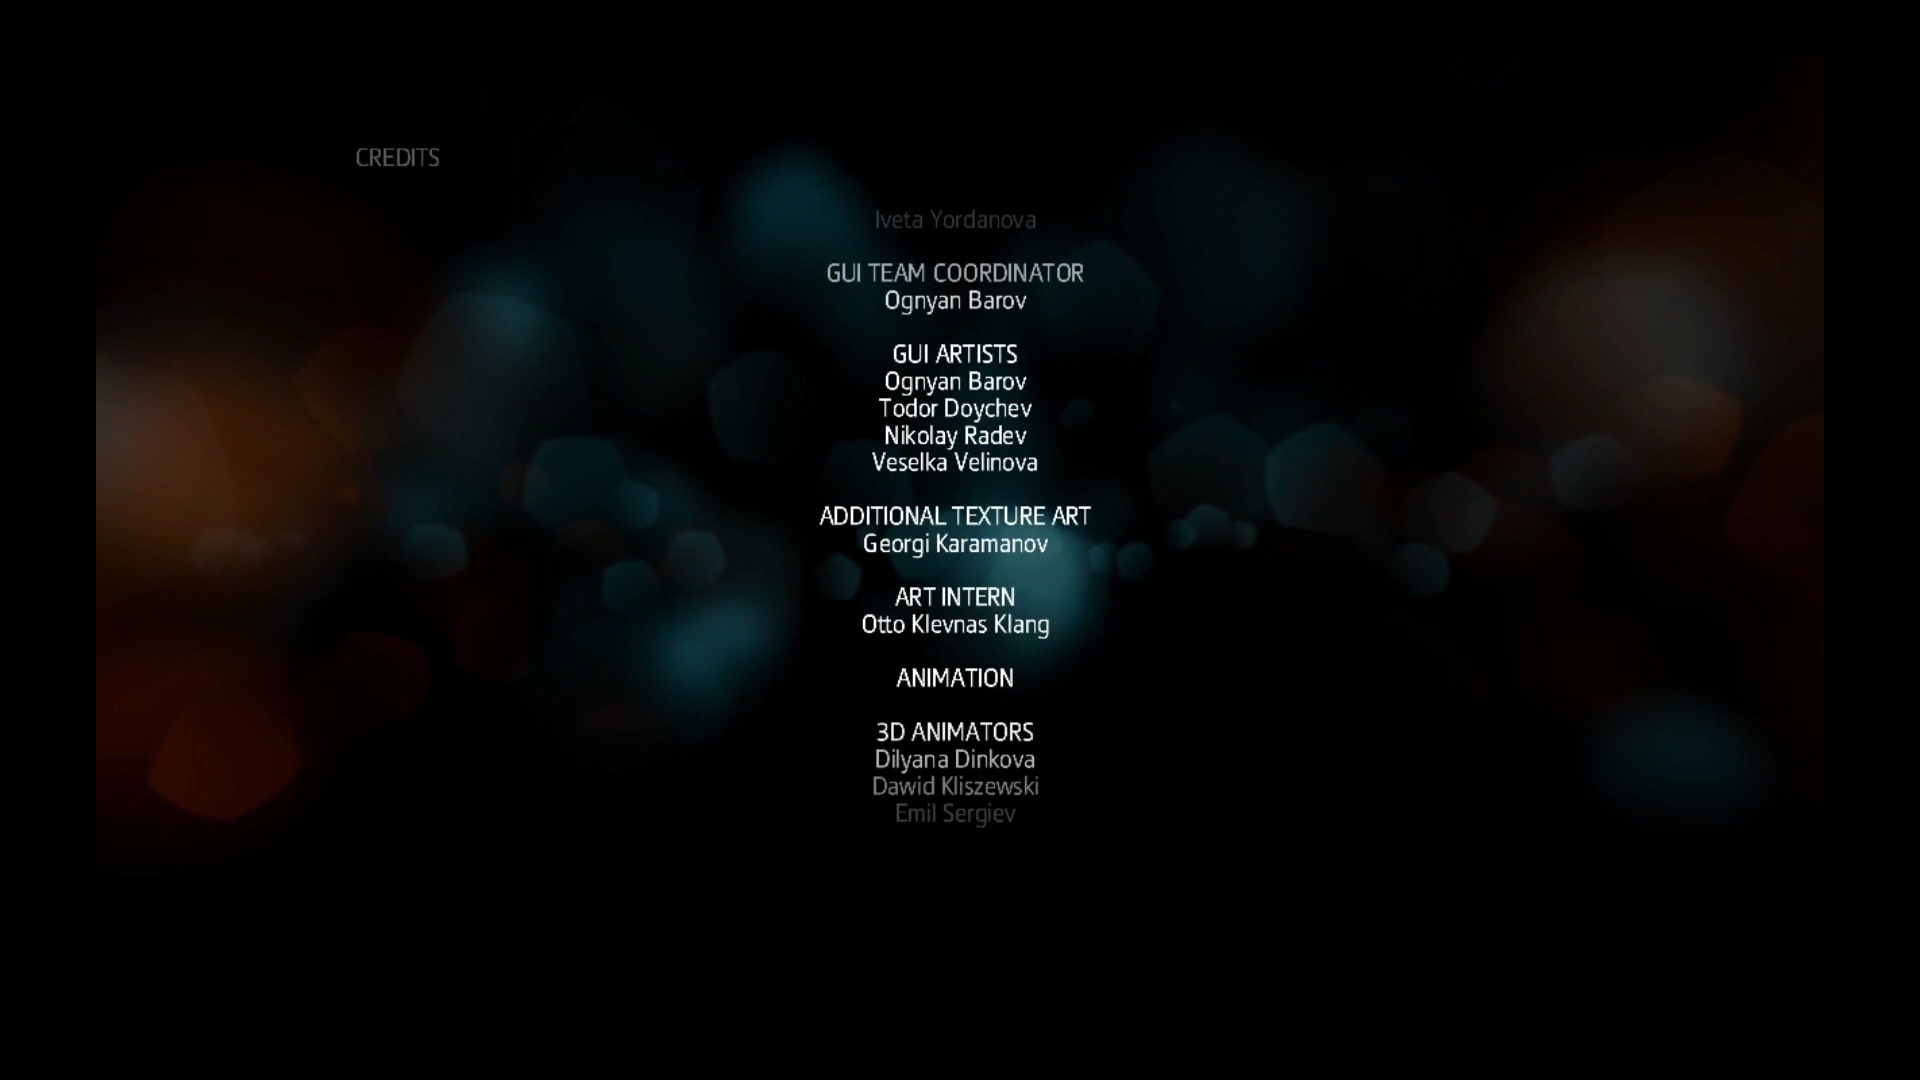 CREDITS
Iveta Yordanova
GUI TEAM COORDINATOR
Ognyan Barov
GUI ARTISTS
Ognyan Barov
Todor Doychev
Nikolay Radev
Veselka Velinova
ADDITIONAL TEXTURE ART
Georgi Karamanov
ART INTERN
Otto Klevnas Klang
ANIMATION
3D ANIMATORS
Dilyana Dinkova
Dawid Kliszewski
Emil Sergiev